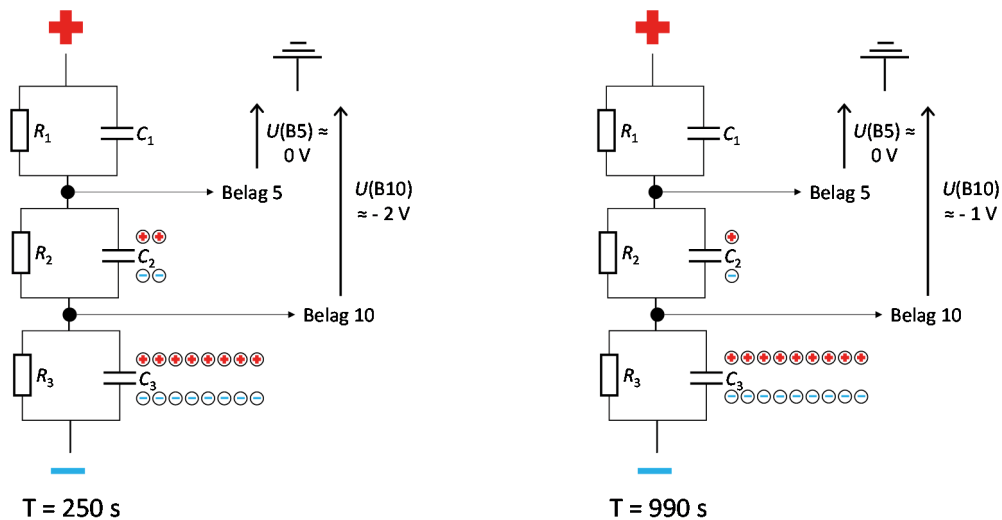 R1
C1
U(B5) ≈
0 V
Belag 5
U(B10)
≈ - 2 V
R2
C2
Belag 10
R3
C3
T = 250 s
R1
C1
U(B5) ≈
0 V
Belag 5
U(B10)
≈ - 1 V
R2
C2
Belag 10
R3
C3
T = 990 s